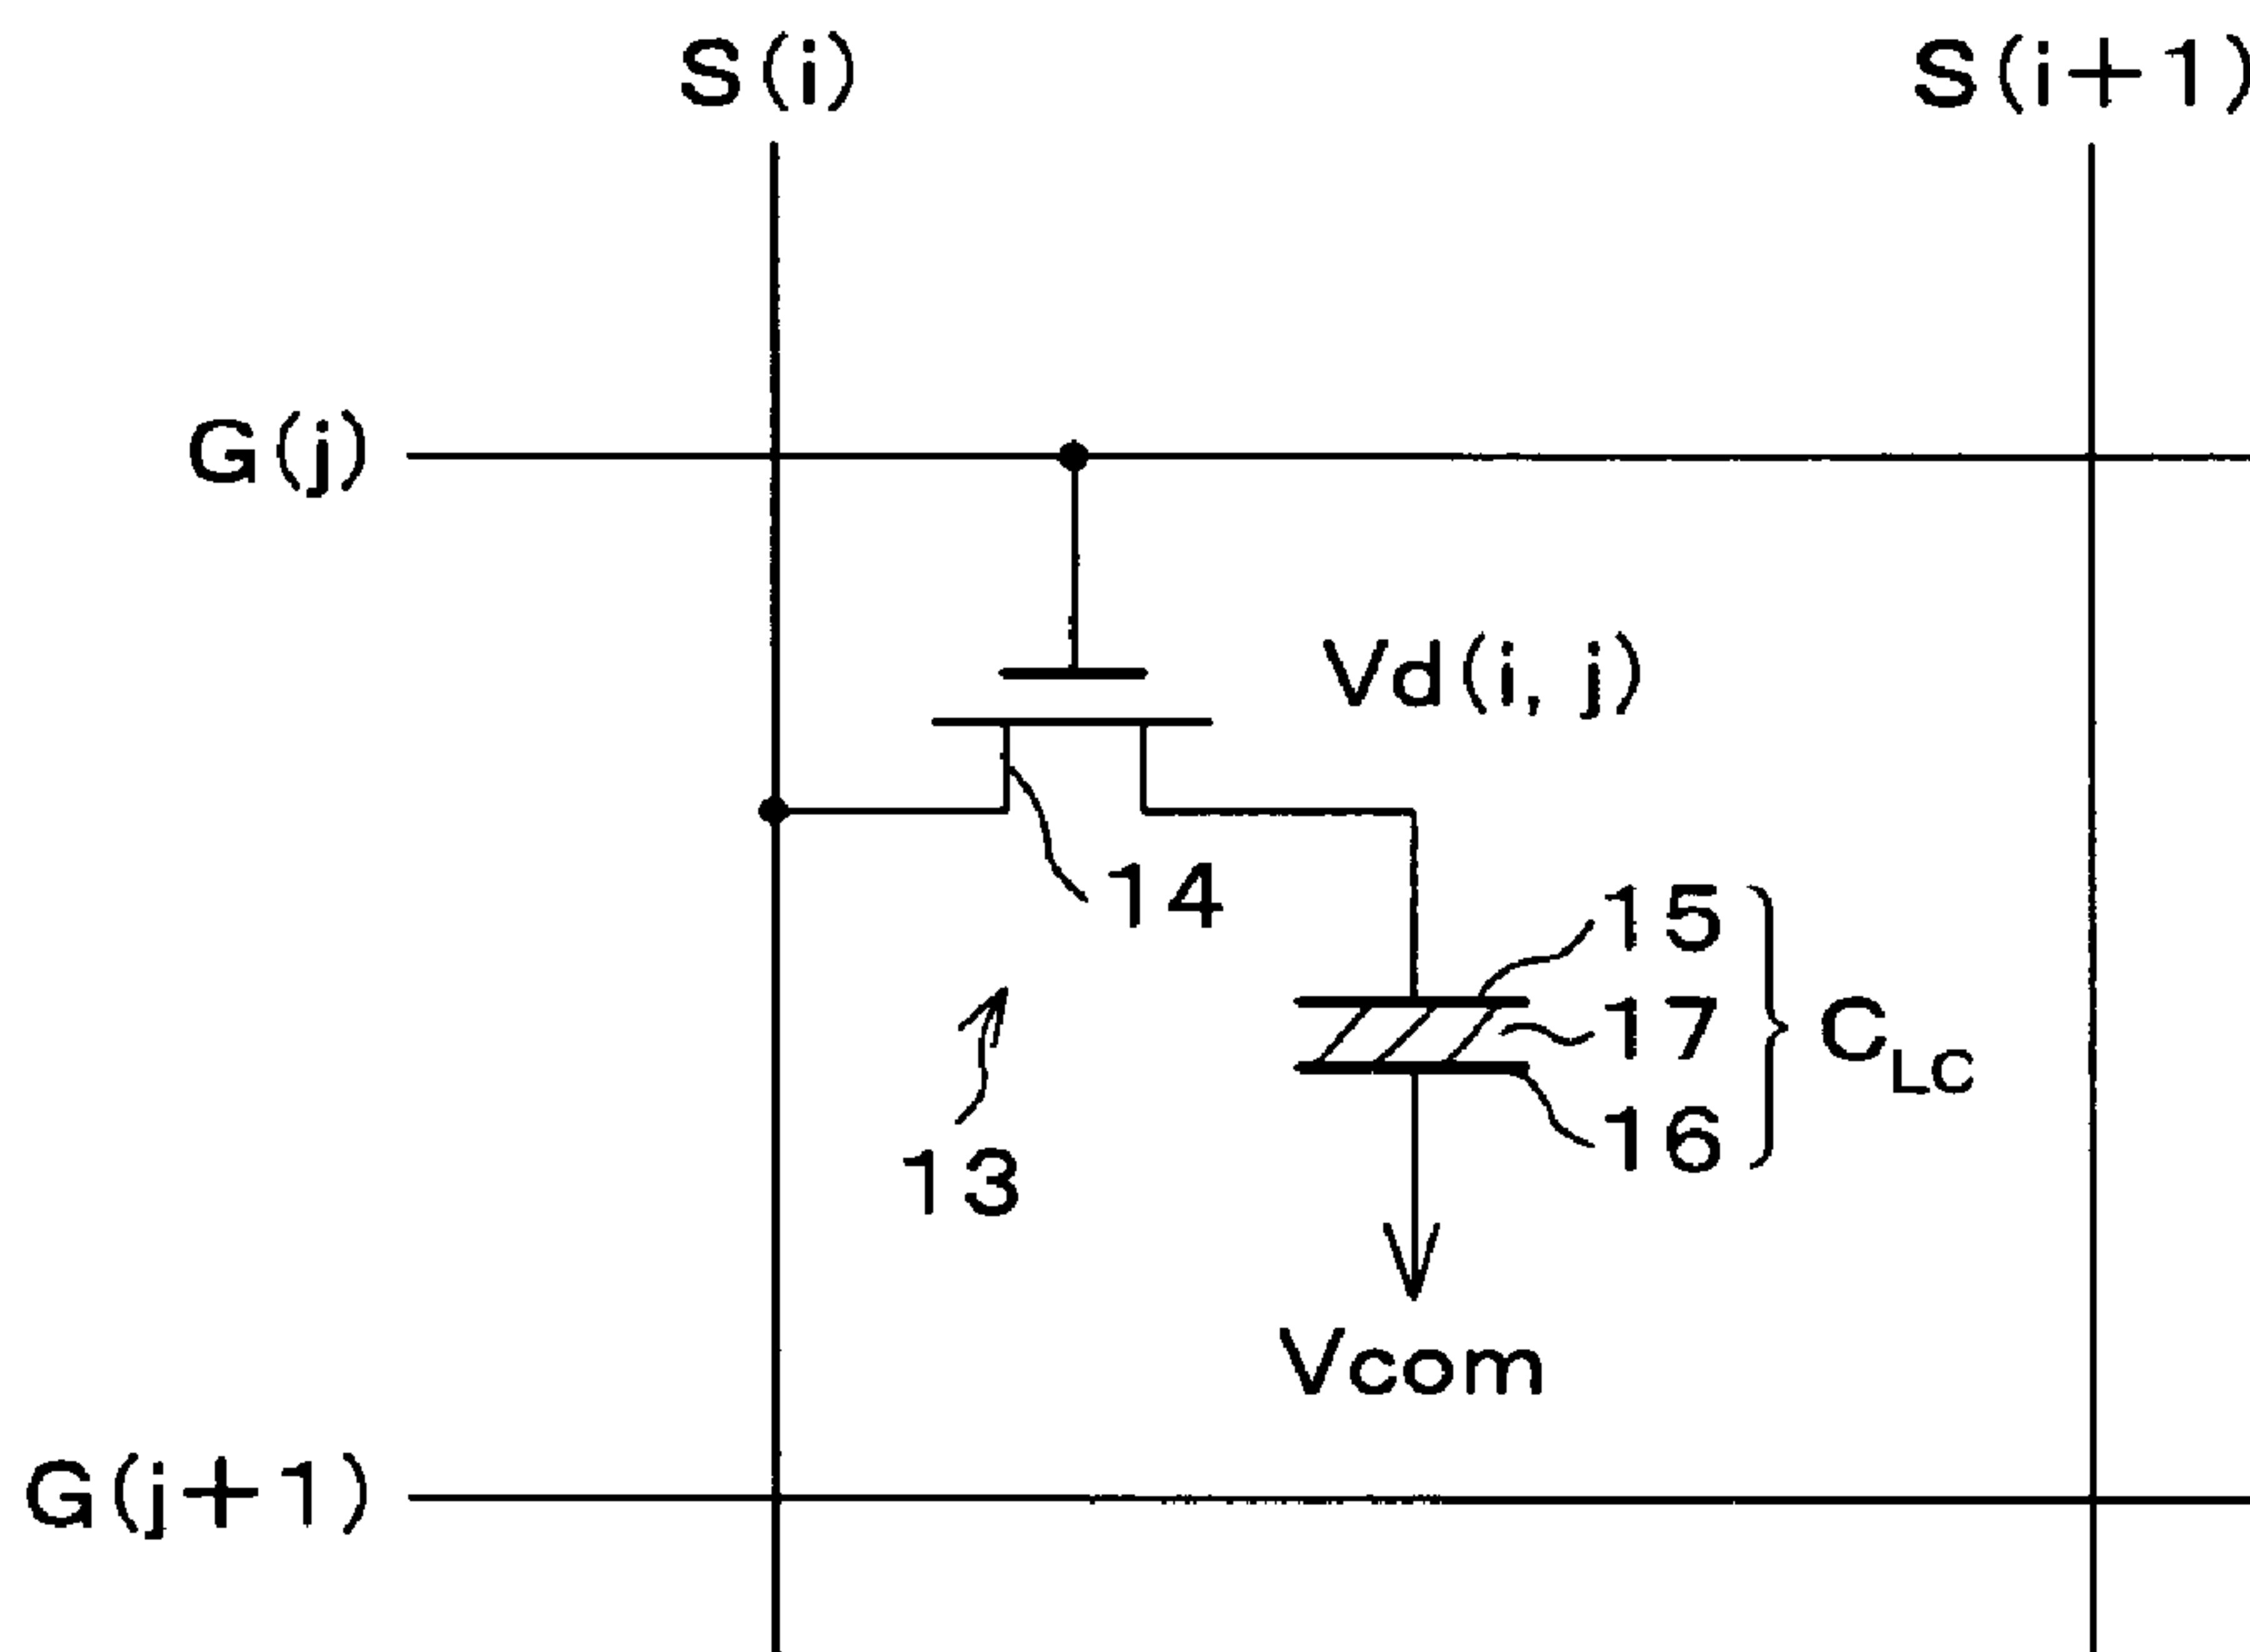 S(i)
S(i+1)
G(j)
Vd(i, j)
14
15
17
C_LC
16
13
Vcom
G(j+1)